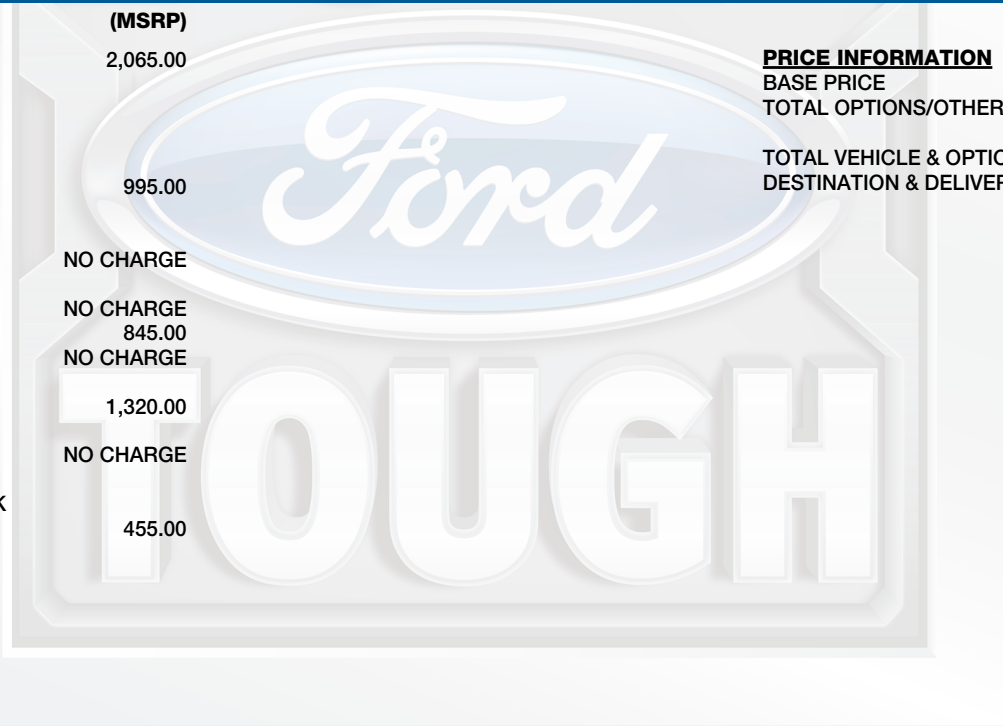 (MSRP)
2,065.00
995.00
NO CHARGE
NO CHARGE
845.00
NO CHARGE
1,320.00
NO CHARGE
K
455.00
PRICE INFORMATION
BASE PRICE
TOTAL OPTIONS/OTHER
TOTAL VEHICLE & OPTIO
DESTINATION & DELIVER
Ford
TOUGH